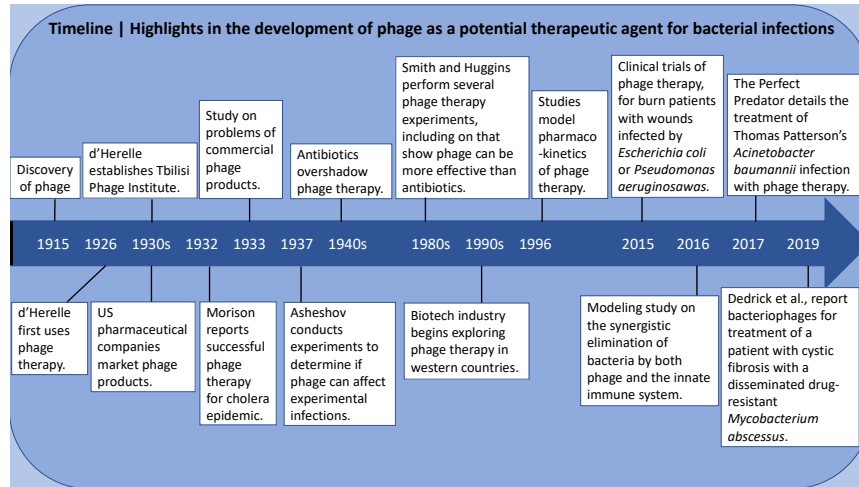 Timeline | Highlights in the development of phage as a potential therapeutic agent for bacterial infections
Discovery
of phage
d’Herelle
establishes Tbilisi
Phage Institute.
Study on
problems of
commercial
phage
products.
Antibiotics
overshadow
phage therapy.
Smith and Huggins
perform several
phage therapy
experiments,
including on that
show phage can be
more effective than
antibiotics.
Studies
model
pharmaco
-kinetics
of phage
therapy.
Clinical trials of
phage therapy,
for burn patients
with wounds
infected by
Escherichia coli
or Pseudomonas
aeruginosawas.
The Perfect
Predator details the
treatment of
Thomas Patterson’s
Acinetobacter
baumannii infection
with phage therapy.
1915 1926 1930s 1932 1933 1937 1940s 1980s 1990s 1996 2015 2016 2017 2019
d’Herelle
first uses
phage
therapy.
US
pharmaceutical
companies
market phage
products.
Morison
reports
successful
phage
therapy
for cholera
epidemic.
Asheshov
conducts
experiments to
determine if
phage can affect
experimental
infections.
Biotech industry
begins exploring
phage therapy in
western countries.
Modeling study on
the synergistic
elimination of
bacteria by both
phage and the innate
immune system.
Dedrick et al., report
bacteriophages for
treatment of a
patient with cystic
fibrosis with a
disseminated drug-
resistant
Mycobacterium
abscessus.